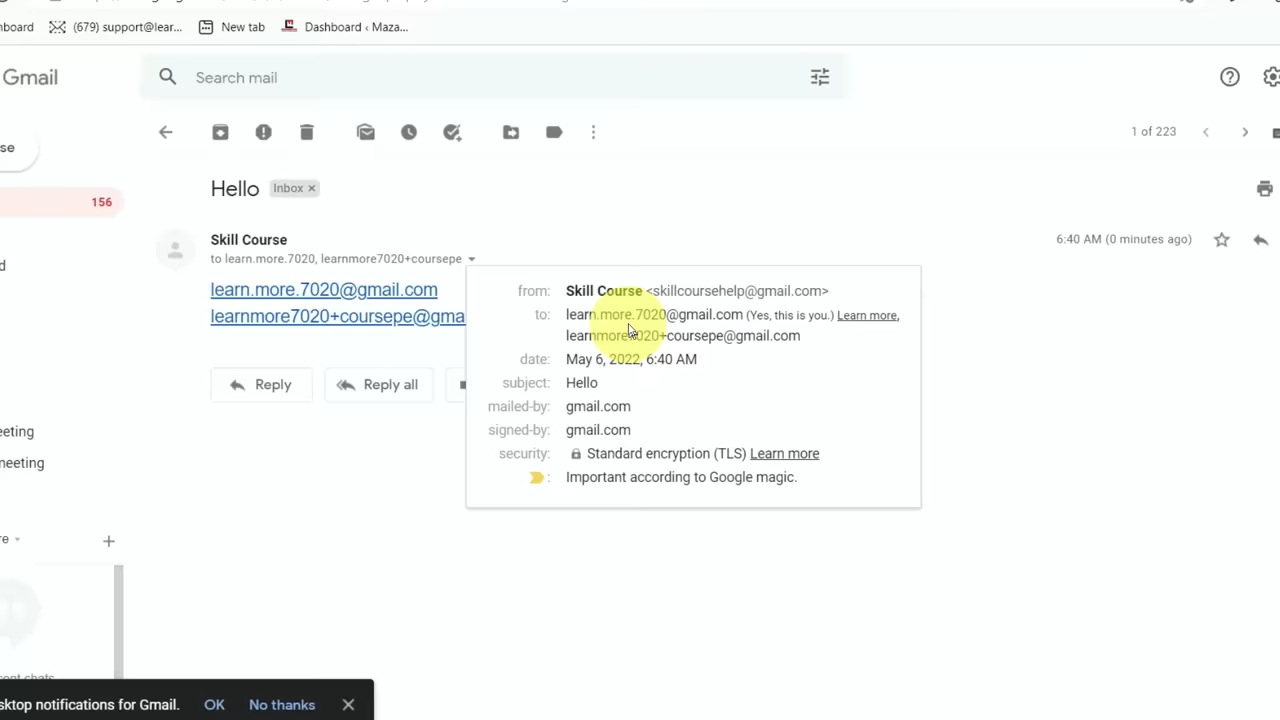 nboard (679) support@lear... New tab Dashboard ‹ Maza...
Gmail Search mail
se 1 of 223
Hello Inbox ×
156
Skill Course 6:40 AM (0 minutes ago)
to learn.more.7020, learnmore7020+coursepe
d
learn.more.7020@gmail.com
learnmore7020+coursepe@gma
from: Skill Course <skillcoursehelp@gmail.com>
to: learn.more.7020@gmail.com (Yes, this is you.) Learn more,
learnmore7020+coursepe@gmail.com
date: May 6, 2022, 6:40 AM
subject: Hello
mailed-by: gmail.com
signed-by: gmail.com
security: Standard encryption (TLS) Learn more
: Important according to Google magic.
Reply Reply all
eeting
meeting
re
sktop notifications for Gmail. OK No thanks